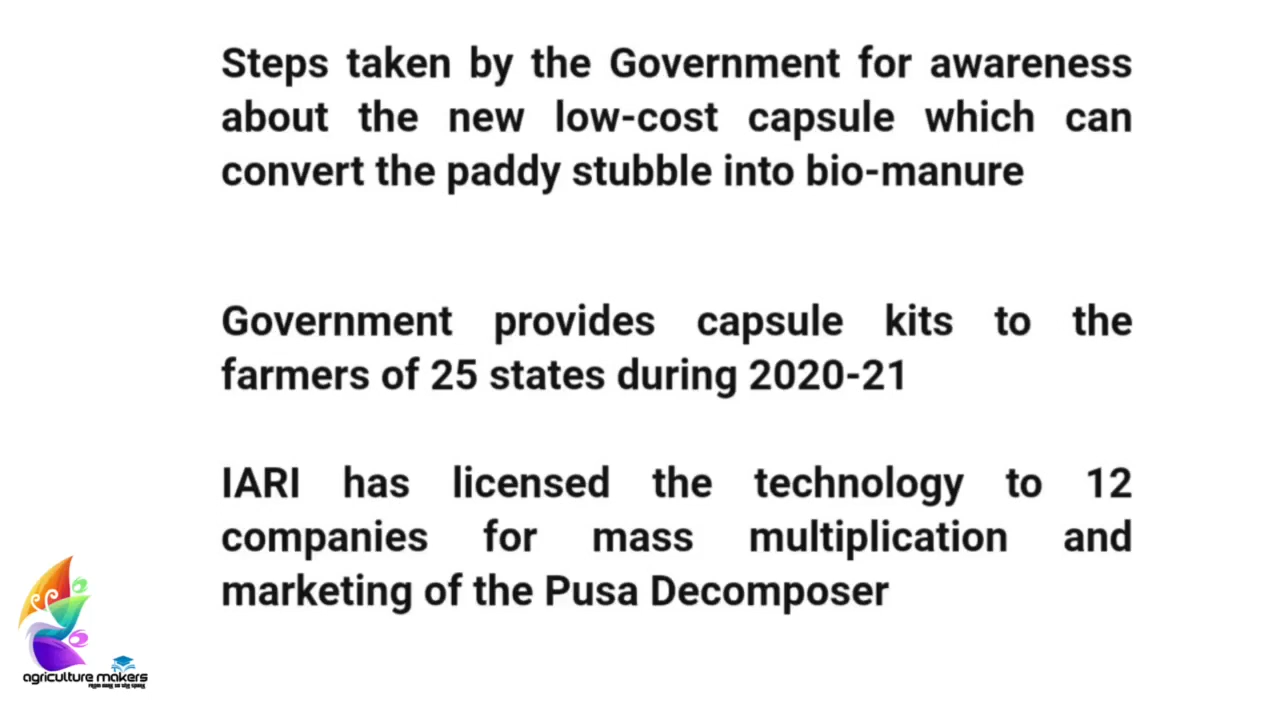 Steps taken by the Government for awareness
about the new low-cost capsule which can
convert the paddy stubble into bio-manure
Government provides capsule kits to the
farmers of 25 states during 2020-21
IARI has licensed the technology to 12
companies for mass multiplication and
marketing of the Pusa Decomposer
agriculture makers